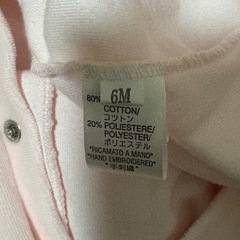 80% 6M
COTTON/
コットン
20% POLIESTERE/
POLYESTER/
ポリエステル
"RICAMATO A MANO"
"HAND EMBROIDERED"
"手刺繍"